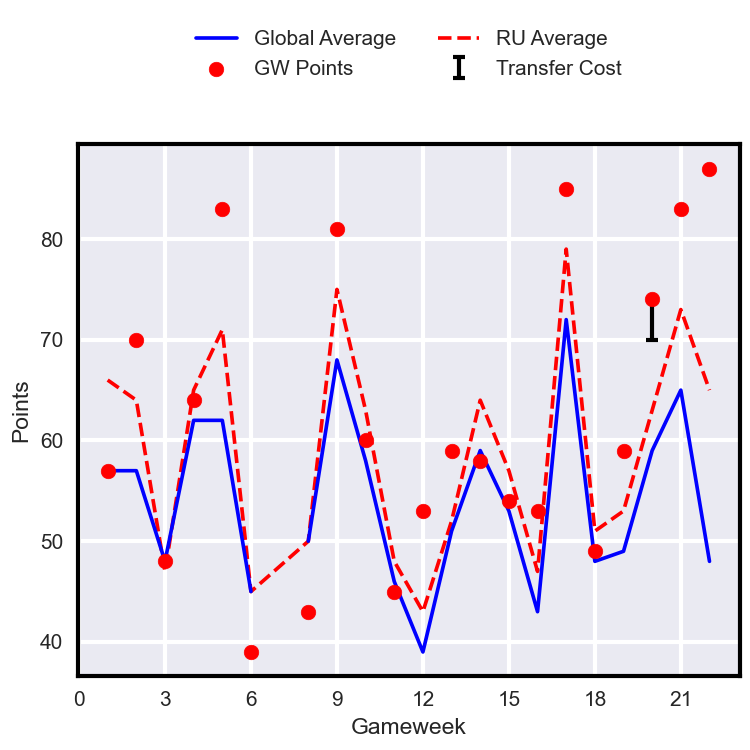 Global Average RU Average
GW Points Transfer Cost
80
70
60
50
40
Points
0 3 6 9 12 15 18 21
Gameweek